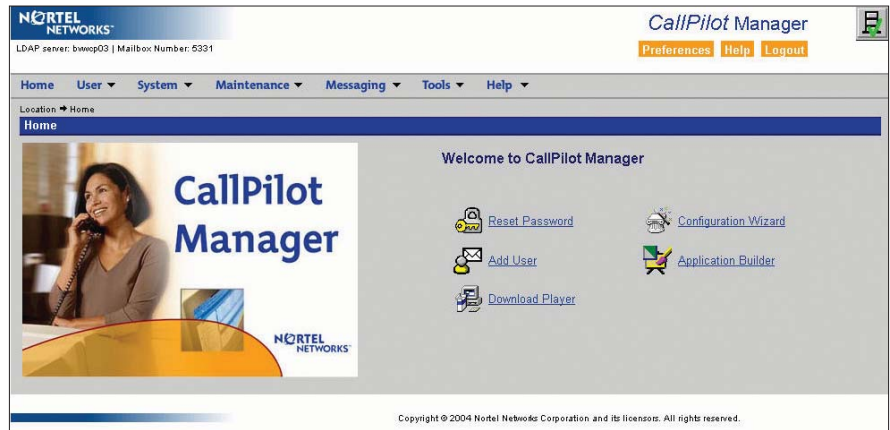 NORTEL
NETWORKS
LDAP server: bvwcp03 | Mailbox Number: 5331
CallPilot Manager
Preferences Help Logout
Home User System Maintenance Messaging Tools Help
Location Home
Home
CallPilot
Manager
NORTEL
NETWORKS
Welcome to CallPilot Manager
Reset Password Configuration Wizard
Add User Application Builder
Download Player
Copyright © 2004 Nortel Networks Corporation and its licensors. All rights reserved.